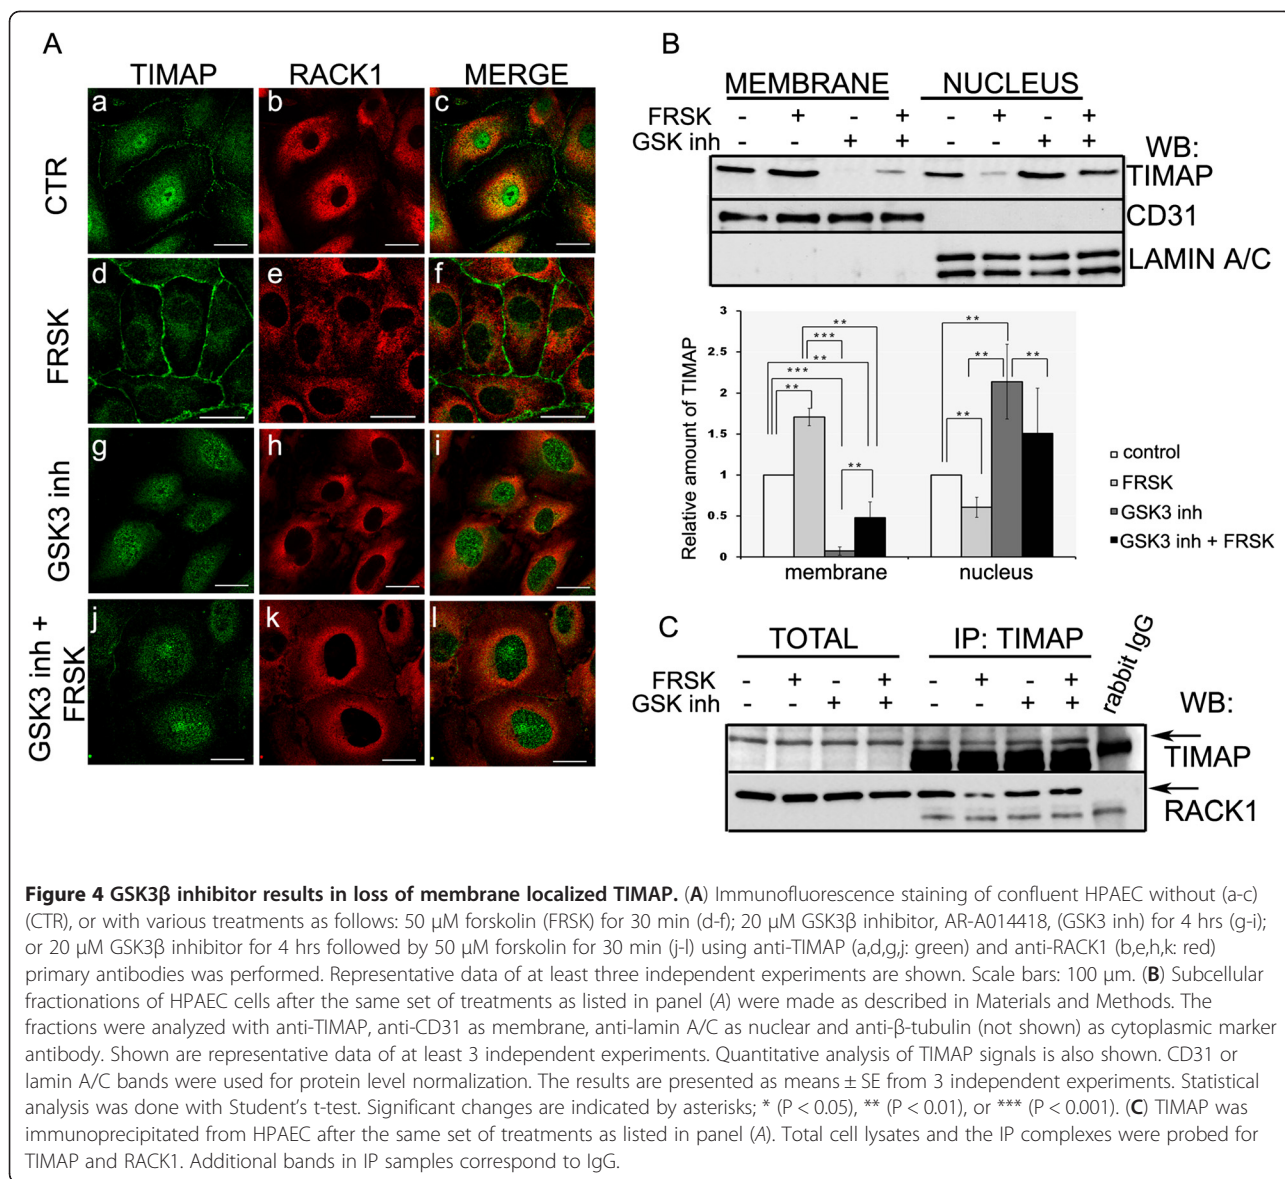 A
TIMAP RACK1 MERGE
CTR
a b c
FRSK
d e f
GSK3 inh
g h i
GSK3 inh +
FRSK
j k l
B
MEMBRANE NUCLEUS
FRSK - + - + - + - +
GSK inh - - + + - - + +
WB:
TIMAP
CD31
LAMIN A/C
Relative amount of TIMAP
3
2.5
2
1.5
1
0.5
0
** *** ** *** ** **
** ** ** **
membrane nucleus
control
FRSK
GSK3 inh
GSK3 inh + FRSK
C
TOTAL IP: TIMAP rabbit IgG
FRSK - + - + - + - +
GSK inh - - + + - - + +
WB:
TIMAP
RACK1
Figure 4 GSK3β inhibitor results in loss of membrane localized TIMAP. (A) Immunofluorescence staining of confluent HPAEC without (a-c)
(CTR), or with various treatments as follows: 50 μM forskolin (FRSK) for 30 min (d-f); 20 μM GSK3β inhibitor, AR-A014418, (GSK3 inh) for 4 hrs (g-i);
or 20 μM GSK3β inhibitor for 4 hrs followed by 50 μM forskolin for 30 min (j-l) using anti-TIMAP (a,d,g,j: green) and anti-RACK1 (b,e,h,k: red)
primary antibodies was performed. Representative data of at least three independent experiments are shown. Scale bars: 100 μm. (B) Subcellular
fractionations of HPAEC cells after the same set of treatments as listed in panel (A) were made as described in Materials and Methods. The
fractions were analyzed with anti-TIMAP, anti-CD31 as membrane, anti-lamin A/C as nuclear and anti-β-tubulin (not shown) as cytoplasmic marker
antibody. Shown are representative data of at least 3 independent experiments. Quantitative analysis of TIMAP signals is also shown. CD31 or
lamin A/C bands were used for protein level normalization. The results are presented as means ± SE from 3 independent experiments. Statistical
analysis was done with Student's t-test. Significant changes are indicated by asterisks; * (P < 0.05), ** (P < 0.01), or *** (P < 0.001). (C) TIMAP was
immunoprecipitated from HPAEC after the same set of treatments as listed in panel (A). Total cell lysates and the IP complexes were probed for
TIMAP and RACK1. Additional bands in IP samples correspond to IgG.